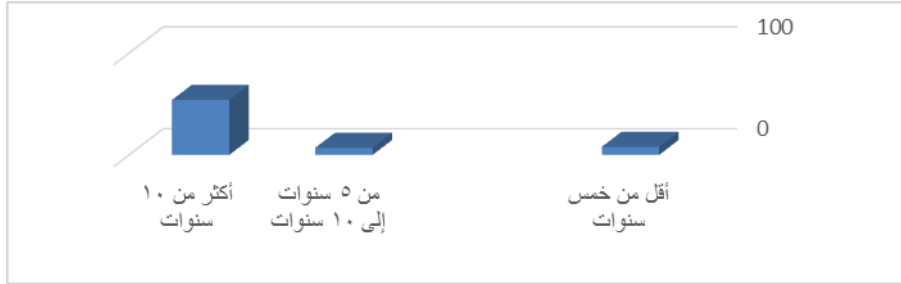 100
0
أقل من خمس
سنوات
من ٥ سنوات
إلى ١٠ سنوات
أكثر من ١٠
سنوات